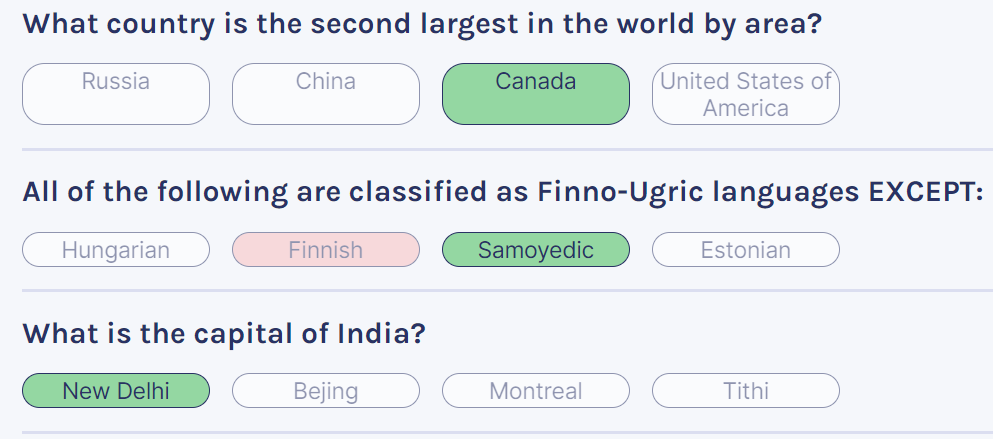 What country is the second largest in the world by area?
Russia China Canada United States of
America
All of the following are classified as Finno-Ugric languages EXCEPT:
Hungarian Finnish Samoyedic Estonian
What is the capital of India?
New Delhi Bejing Montreal Tithi